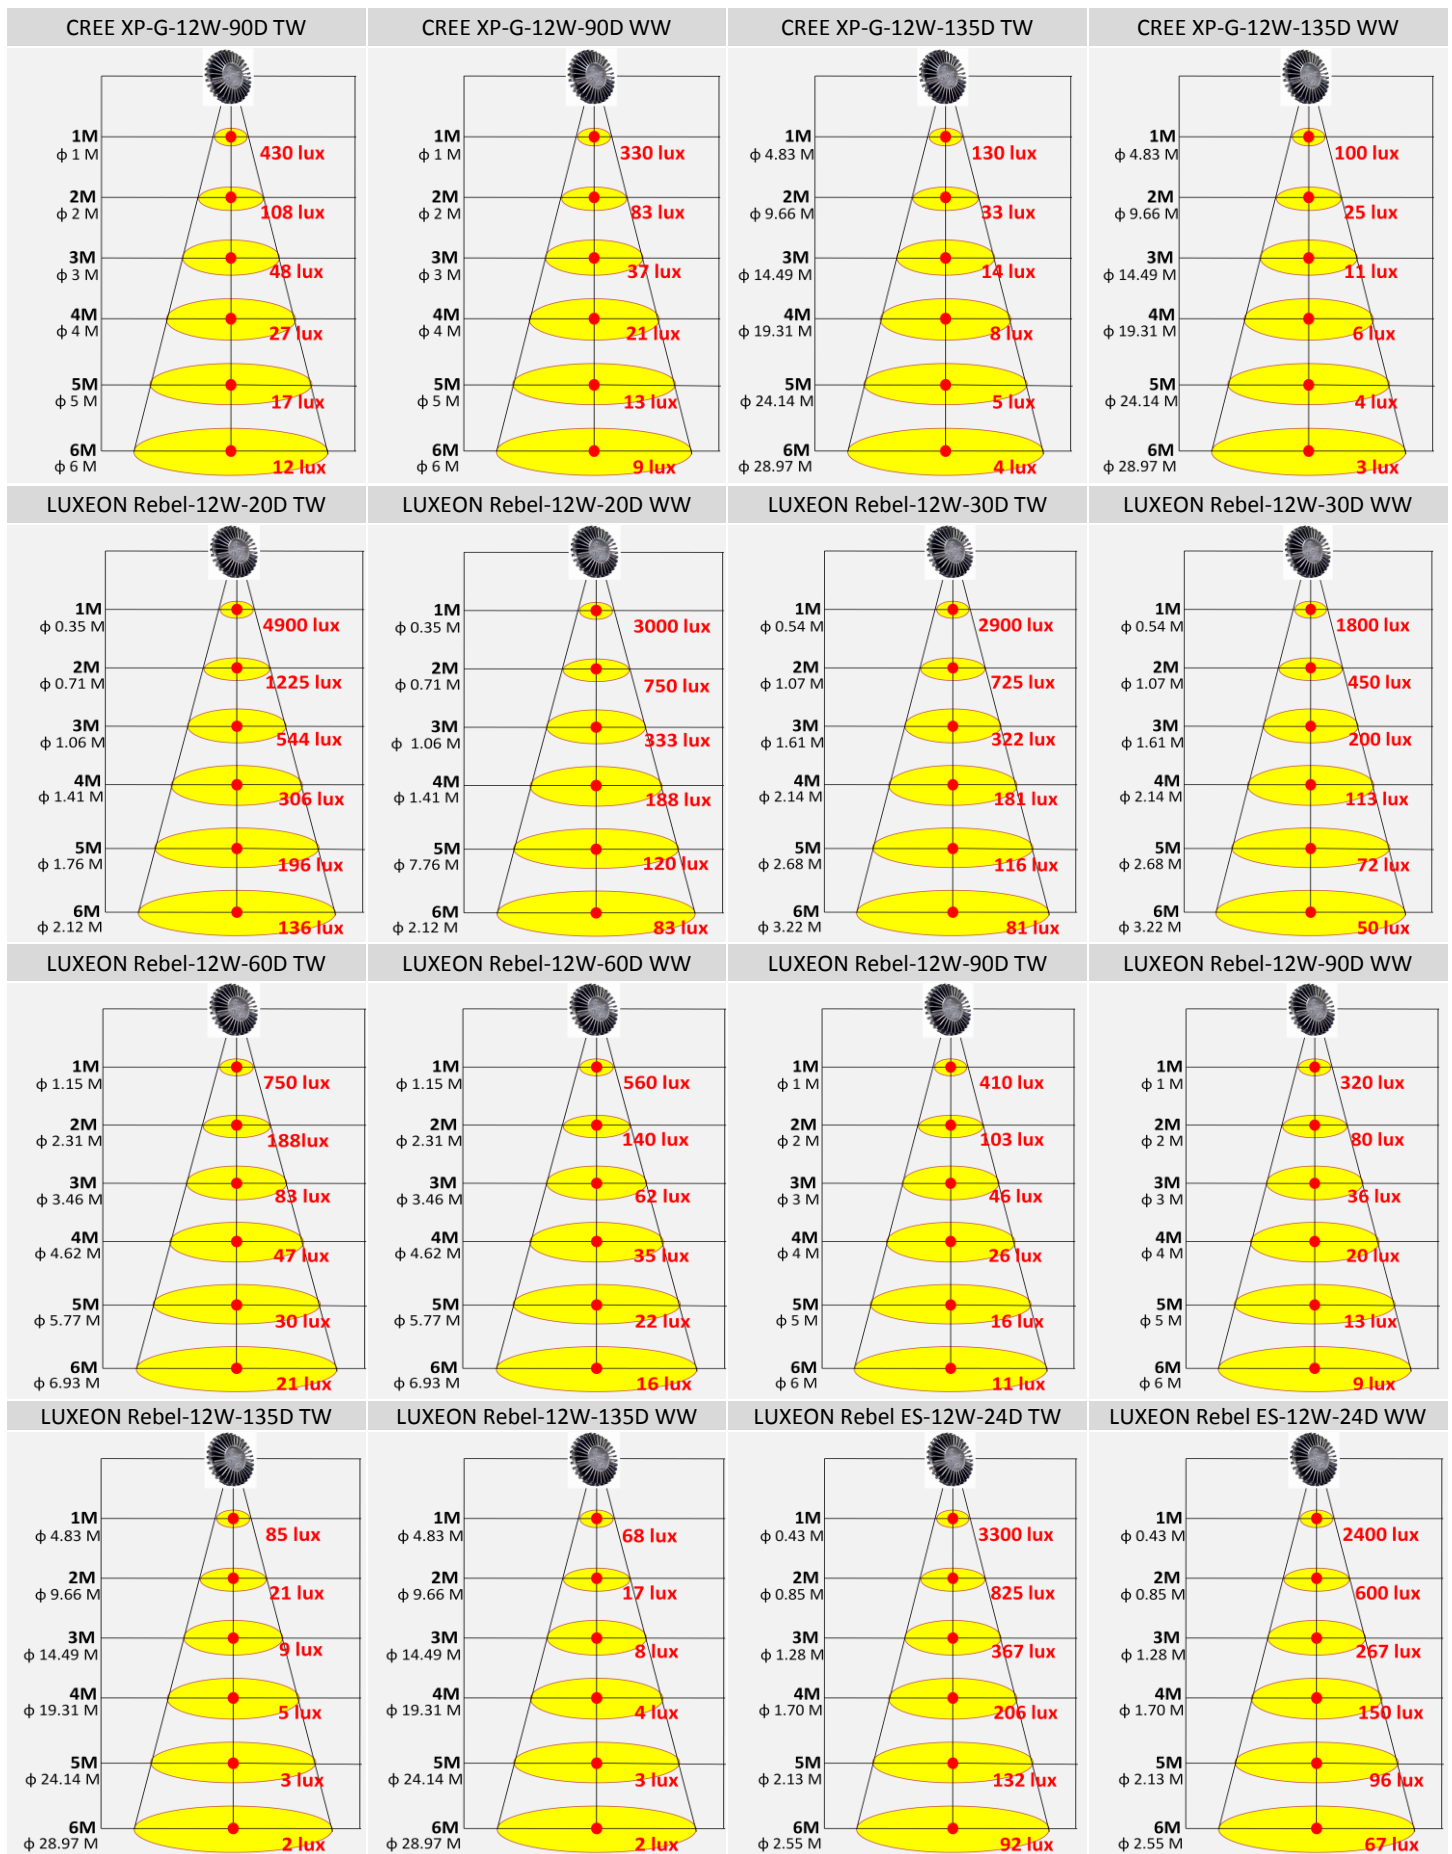 CREE XP-G-12W-90D TW
1M
φ 1 M
430 lux
2M
φ 2 M
108 lux
3M
φ 3 M
48 lux
4M
φ 4 M
27 lux
5M
φ 5 M
17 lux
6M
φ 6 M
12 lux
CREE XP-G-12W-90D WW
1M
φ 1 M
330 lux
2M
φ 2 M
83 lux
3M
φ 3 M
37 lux
4M
φ 4 M
21 lux
5M
φ 5 M
13 lux
6M
φ 6 M
9 lux
CREE XP-G-12W-135D TW
1M
φ 4.83 M
130 lux
2M
φ 9.66 M
33 lux
3M
φ 14.49 M
14 lux
4M
φ 19.31 M
8 lux
5M
φ 24.14 M
5 lux
6M
φ 28.97 M
4 lux
CREE XP-G-12W-135D WW
1M
φ 4.83 M
100 lux
2M
φ 9.66 M
25 lux
3M
φ 14.49 M
11 lux
4M
φ 19.31 M
6 lux
5M
φ 24.14 M
4 lux
6M
φ 28.97 M
3 lux
LUXEON Rebel-12W-20D TW
1M
φ 0.35 M
4900 lux
2M
φ 0.71 M
1225 lux
3M
φ 1.06 M
544 lux
4M
φ 1.41 M
306 lux
5M
φ 1.76 M
196 lux
6M
φ 2.12 M
136 lux
LUXEON Rebel-12W-20D WW
1M
φ 0.35 M
3000 lux
2M
φ 0.71 M
750 lux
3M
φ 1.06 M
333 lux
4M
φ 1.41 M
188 lux
5M
φ 7.76 M
120 lux
6M
φ 2.12 M
83 lux
LUXEON Rebel-12W-30D TW
1M
φ 0.54 M
2900 lux
2M
φ 1.07 M
725 lux
3M
φ 1.61 M
322 lux
4M
φ 2.14 M
181 lux
5M
φ 2.68 M
116 lux
6M
φ 3.22 M
81 lux
LUXEON Rebel-12W-30D WW
1M
φ 0.54 M
1800 lux
2M
φ 1.07 M
450 lux
3M
φ 1.61 M
200 lux
4M
φ 2.14 M
113 lux
5M
φ 2.68 M
72 lux
6M
φ 3.22 M
50 lux
LUXEON Rebel-12W-60D TW
1M
φ 1.15 M
750 lux
2M
φ 2.31 M
188lux
3M
φ 3.46 M
83 lux
4M
φ 4.62 M
47 lux
5M
φ 5.77 M
30 lux
6M
φ 6.93 M
21 lux
LUXEON Rebel-12W-60D WW
1M
φ 1.15 M
560 lux
2M
φ 2.31 M
140 lux
3M
φ 3.46 M
62 lux
4M
φ 4.62 M
35 lux
5M
φ 5.77 M
22 lux
6M
φ 6.93 M
16 lux
LUXEON Rebel-12W-90D TW
1M
φ 1 M
410 lux
2M
φ 2 M
103 lux
3M
φ 3 M
46 lux
4M
φ 4 M
26 lux
5M
φ 5 M
16 lux
6M
φ 6 M
11 lux
LUXEON Rebel-12W-90D WW
1M
φ 1 M
320 lux
2M
φ 2 M
80 lux
3M
φ 3 M
36 lux
4M
φ 4 M
20 lux
5M
φ 5 M
13 lux
6M
φ 6 M
9 lux
LUXEON Rebel-12W-135D TW
1M
φ 4.83 M
85 lux
2M
φ 9.66 M
21 lux
3M
φ 14.49 M
9 lux
4M
φ 19.31 M
5 lux
5M
φ 24.14 M
3 lux
6M
φ 28.97 M
2 lux
LUXEON Rebel-12W-135D WW
1M
φ 4.83 M
68 lux
2M
φ 9.66 M
17 lux
3M
φ 14.49 M
8 lux
4M
φ 19.31 M
4 lux
5M
φ 24.14 M
3 lux
6M
φ 28.97 M
2 lux
LUXEON Rebel ES-12W-24D TW
1M
φ 0.43 M
3300 lux
2M
φ 0.85 M
825 lux
3M
φ 1.28 M
367 lux
4M
φ 1.70 M
206 lux
5M
φ 2.13 M
132 lux
6M
φ 2.55 M
92 lux
LUXEON Rebel ES-12W-24D WW
1M
φ 0.43 M
2400 lux
2M
φ 0.85 M
600 lux
3M
φ 1.28 M
267 lux
4M
φ 1.70 M
150 lux
5M
φ 2.13 M
96 lux
6M
φ 2.55 M
67 lux